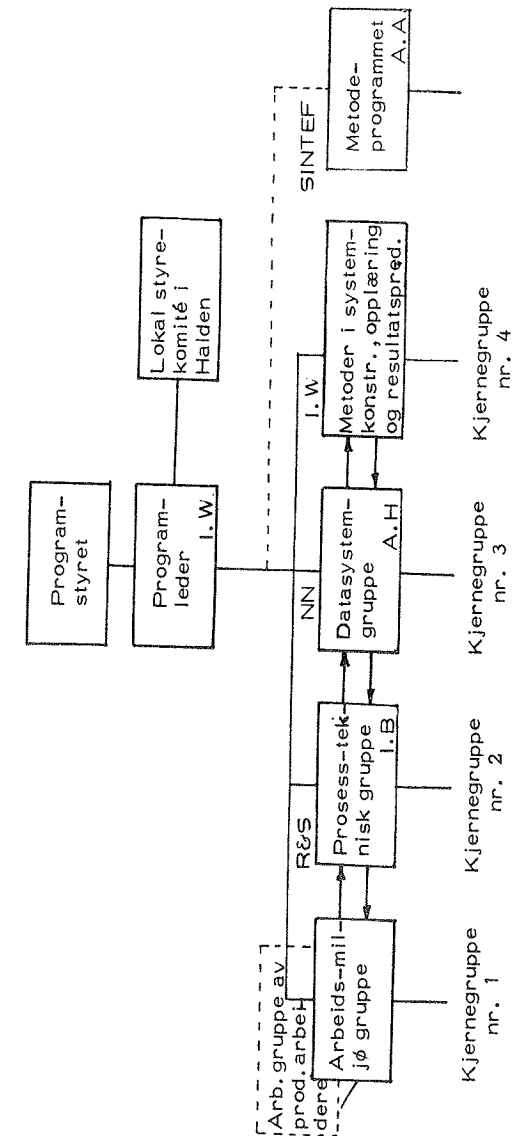 Program-
styret
Program-
leder
I.W.
Lokal styre-
komité i
Halden
SINTEF
Metode-
programmet
A.A.
Arb.gruppe av
prod.arbei-
dere
Arbeids-mil-
jø gruppe
R&S
Prosess-tek-
nisk gruppe
I.B
NN
Datasystem-
gruppe
A.H
I.W
Metoder i system-
konstr., opplæring
og resultatspred.
Kjernegruppe
nr. 1
Kjernegruppe
nr. 2
Kjernegruppe
nr. 3
Kjernegruppe
nr. 4